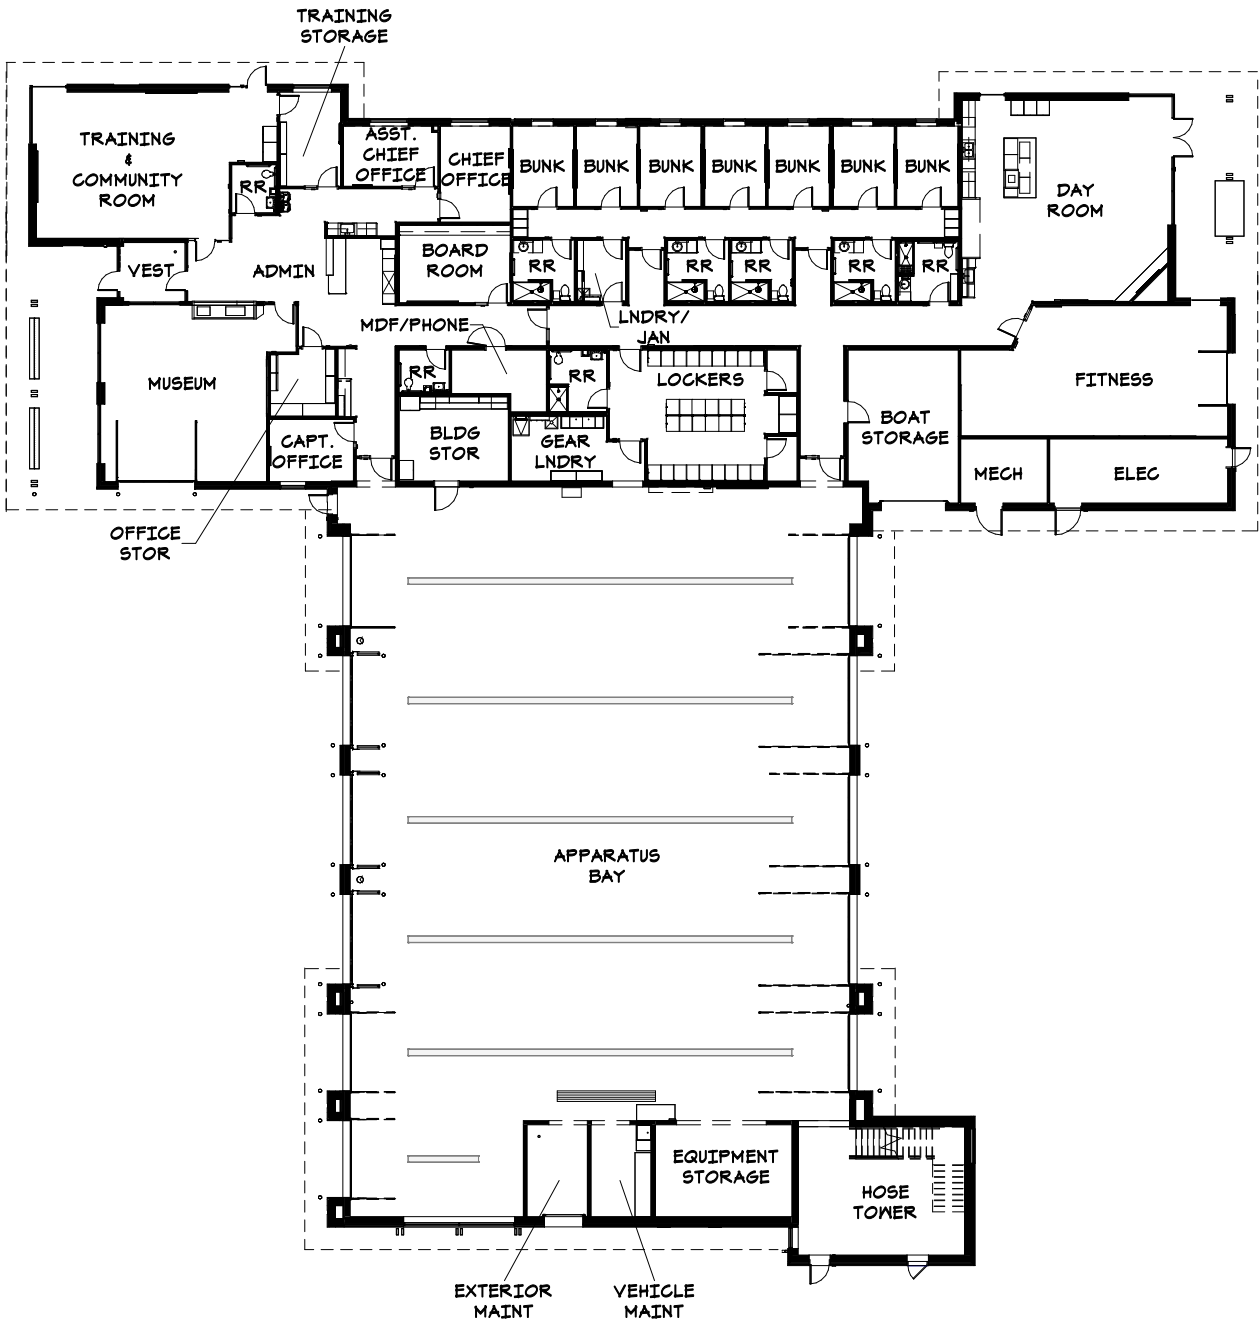 TRAINING
STORAGE
TRAINING
&
COMMUNITY
ROOM
RR
ASST.
CHIEF
OFFICE
CHIEF
OFFICE
BUNK
BUNK
BUNK
BUNK
BUNK
BUNK
BUNK
DAY
ROOM
VEST
ADMIN
BOARD
ROOM
RR
RR
RR
RR
RR
LNDRY/
JAN
MDF/PHONE
MUSEUM
RR
RR
LOCKERS
FITNESS
BOAT
STORAGE
CAPT.
OFFICE
BLDG
STOR
GEAR
LNDRY
MECH
ELEC
OFFICE
STOR
APPARATUS
BAY
EQUIPMENT
STORAGE
HOSE
TOWER
EXTERIOR
MAINT
VEHICLE
MAINT